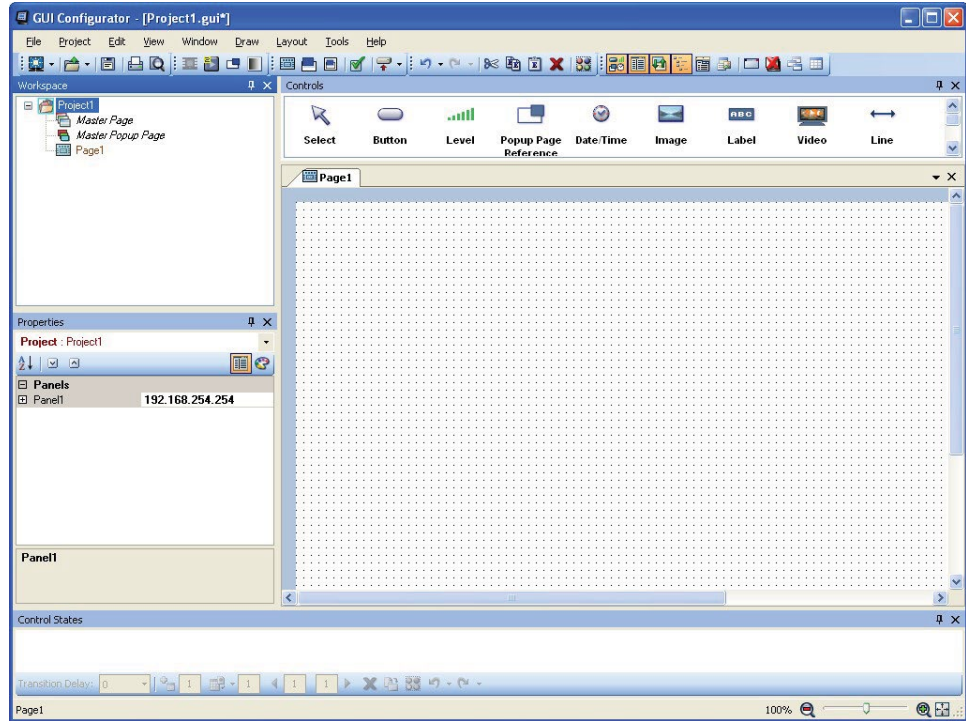 GUI Configurator - [Project1.gui*]
File Project Edit View Window Draw Layout Tools Help
Workspace
Project1
Master Page
Master Popup Page
Page1
Controls
Select Button Level Popup Page Reference Date/Time Image Label Video Line
ABC
Page1
Properties
Project : Project1
Panels
Panel1 192.168.254.254
Panel1
Control States
Transition Delay: 0 1 1 1 1
Page1 100%